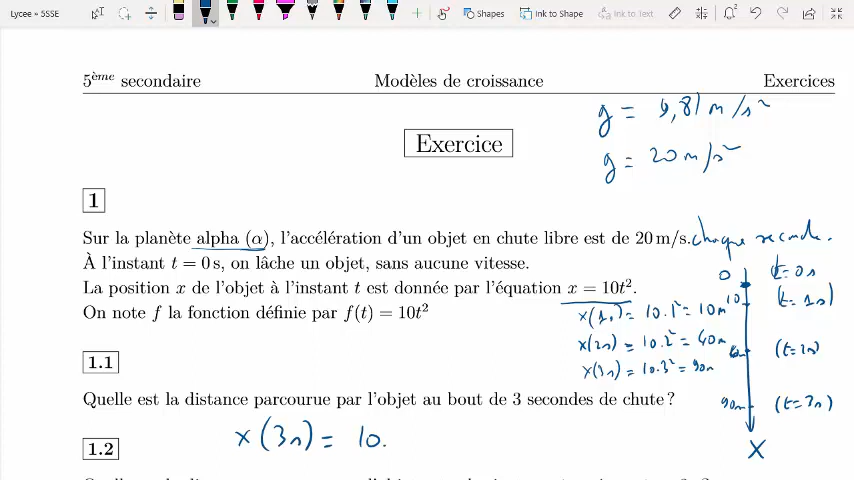 Lycee » 5SSE
Shapes
Ink to Shape
Ink to Text
5ème secondaire
Modèles de croissance
Exercices
g = 9,81 m/s²
g = 20 m/s²
Exercice
1
Sur la planète alpha (α), l'accélération d'un objet en chute libre est de 20 m/s. chaque seconde.
À l'instant t = 0 s, on lâche un objet, sans aucune vitesse.
0 t=0s
La position x de l'objet à l'instant t est donnée par l'équation x = 10t².
10 (t=1s)
On note f la fonction définie par f(t) = 10t²
x(1s) = 10.1² = 10m
x(2s) = 10.2² = 40m
(t=2s)
x(3s) = 10.3² = 90m
1.1
Quelle est la distance parcourue par l'objet au bout de 3 secondes de chute ?
90m (t=3s)
x(3s) = 10.
X
1.2